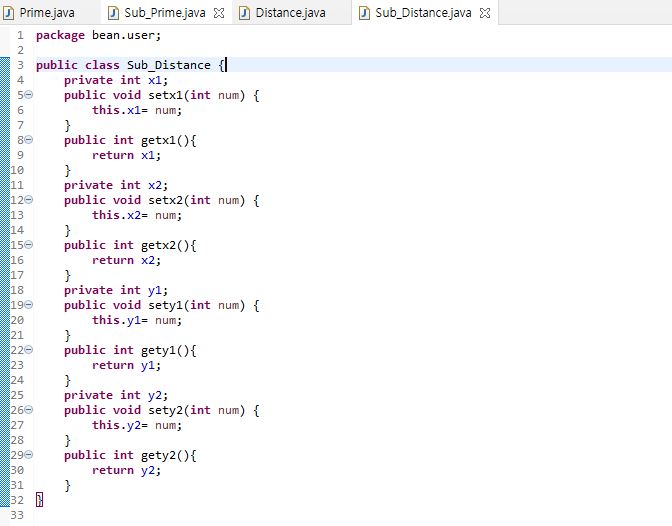 Prime.java Sub_Prime.java Distance.java Sub_Distance.java
1 package bean.user;
2
3 public class Sub_Distance {
4 private int x1;
5 public void setx1(int num) {
6 this.x1= num;
7 }
8 public int getx1(){
9 return x1;
10 }
11 private int x2;
12 public void setx2(int num) {
13 this.x2= num;
14 }
15 public int getx2(){
16 return x2;
17 }
18 private int y1;
19 public void sety1(int num) {
20 this.y1= num;
21 }
22 public int gety1(){
23 return y1;
24 }
25 private int y2;
26 public void sety2(int num) {
27 this.y2= num;
28 }
29 public int gety2(){
30 return y2;
31 }
32 }
33